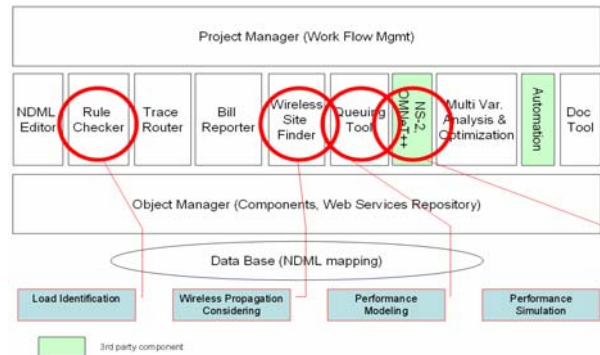 Project Manager (Work Flow Mgmt)
NDML
Editor
Rule
Checker
Trace
Router
Bill
Reporter
Wireless
Site
Finder
Queuing
Tool
NS-2,
OMNeT++
Multi Var.
Analysis &
Optimization
Automation
Doc
Tool
Object Manager (Components, Web Services Repository)
Data Base (NDML mapping)
Load Identification
Wireless Propagation
Considering
Performance
Modeling
Performance
Simulation
3rd party component